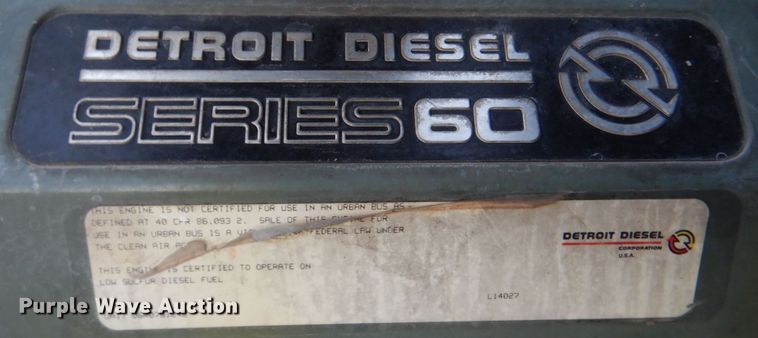 DETROIT DIESEL
SERIES 60
THIS ENGINE IS NOT CERTIFIED FOR USE IN AN URBAN BUS AS
DEFINED AT 40 CFR 86.093 2. SALE OF THIS ENGINE FOR
USE IN AN URBAN BUS IS A FEDERAL LAW UNDER
THE CLEAN AIR
THIS ENGINE IS CERTIFIED TO OPERATE ON
LOW SULFUR DIESEL FUEL
L14027
DETROIT DIESEL
CORPORATION
U.S.A.
Purple Wave Auction
Purple Wave Auction